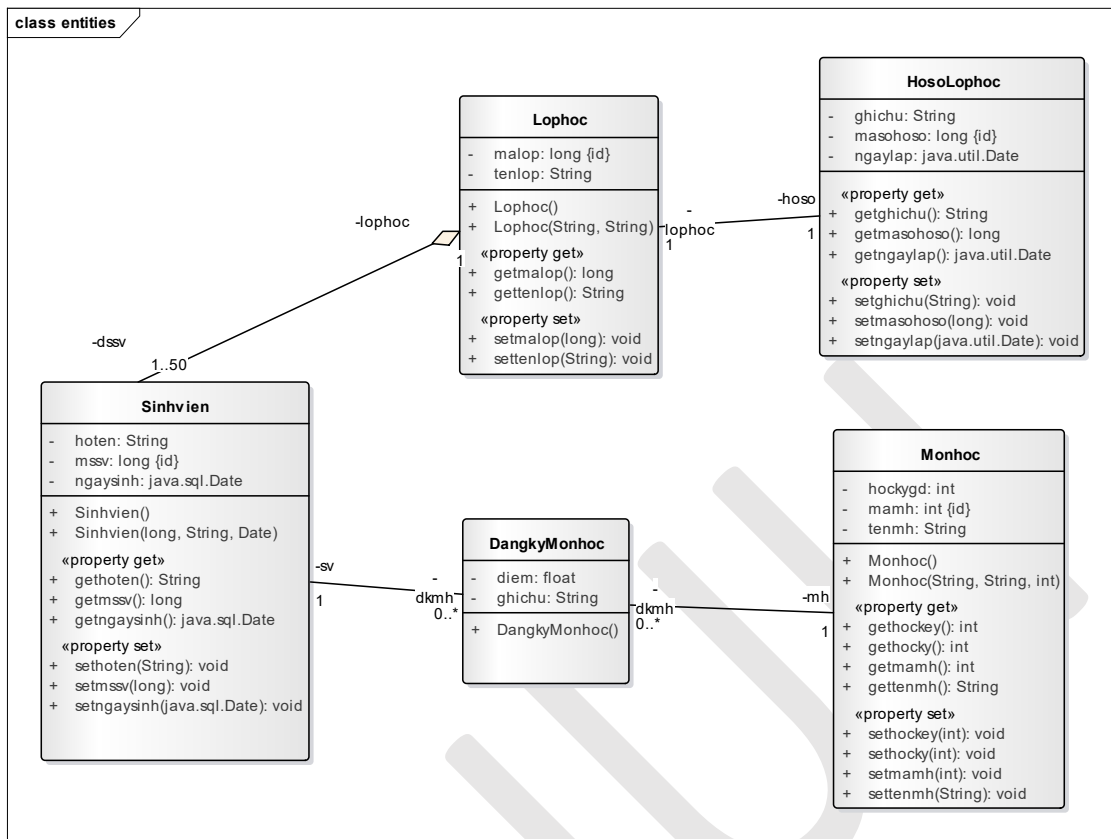 class entities
Lophoc
- malop: long {id}
- tenlop: String
+ Lophoc()
+ Lophoc(String, String)
«property get»
+ getmalop(): long
+ gettenlop(): String
«property set»
+ setmalop(long): void
+ settenlop(String): void
HosoLophoc
- ghichu: String
- masohoso: long {id}
- ngaylap: java.util.Date
«property get»
+ getghichu(): String
+ getmasohoso(): long
+ getngaylap(): java.util.Date
«property set»
+ setghichu(String): void
+ setmasohoso(long): void
+ setngaylap(java.util.Date): void
-lophoc
1
-
lophoc
1
-hoso
1
-dssv
1..50
Sinhvien
- hoten: String
- mssv: long {id}
- ngaysinh: java.sql.Date
+ Sinhvien()
+ Sinhvien(long, String, Date)
«property get»
+ gethoten(): String
+ getmssv(): long
+ getngaysinh(): java.sql.Date
«property set»
+ sethoten(String): void
+ setmssv(long): void
+ setngaysinh(java.sql.Date): void
-sv
1
-
dkmh
0..*
DangkyMonhoc
- diem: float
- ghichu: String
+ DangkyMonhoc()
-
dkmh
0..*
-mh
1
Monhoc
- hockygd: int
- mamh: int {id}
- tenmh: String
+ Monhoc()
+ Monhoc(String, String, int)
«property get»
+ gethockey(): int
+ gethocky(): int
+ getmamh(): int
+ gettenmh(): String
«property set»
+ sethockey(int): void
+ sethocky(int): void
+ setmamh(int): void
+ settenmh(String): void